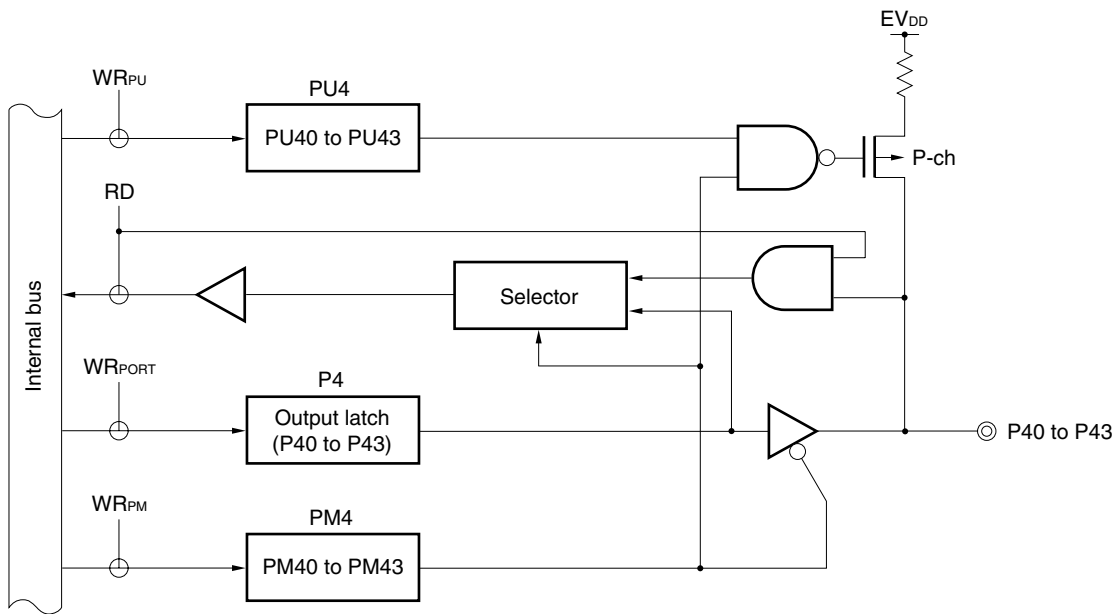 EVDD
WRPU
PU4
PU40 to PU43
P-ch
RD
Selector
Internal bus
WRPORT
P4
Output latch
(P40 to P43)
P40 to P43
WRPM
PM4
PM40 to PM43